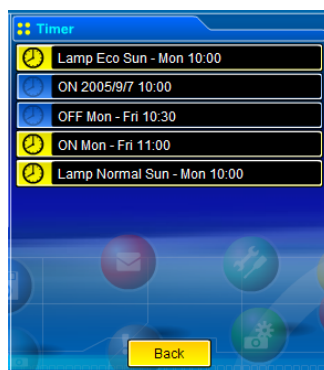 Timer
Lamp Eco Sun - Mon 10:00
ON 2005/9/7 10:00
OFF Mon - Fri 10:30
ON Mon - Fri 11:00
Lamp Normal Sun - Mon 10:00
Back